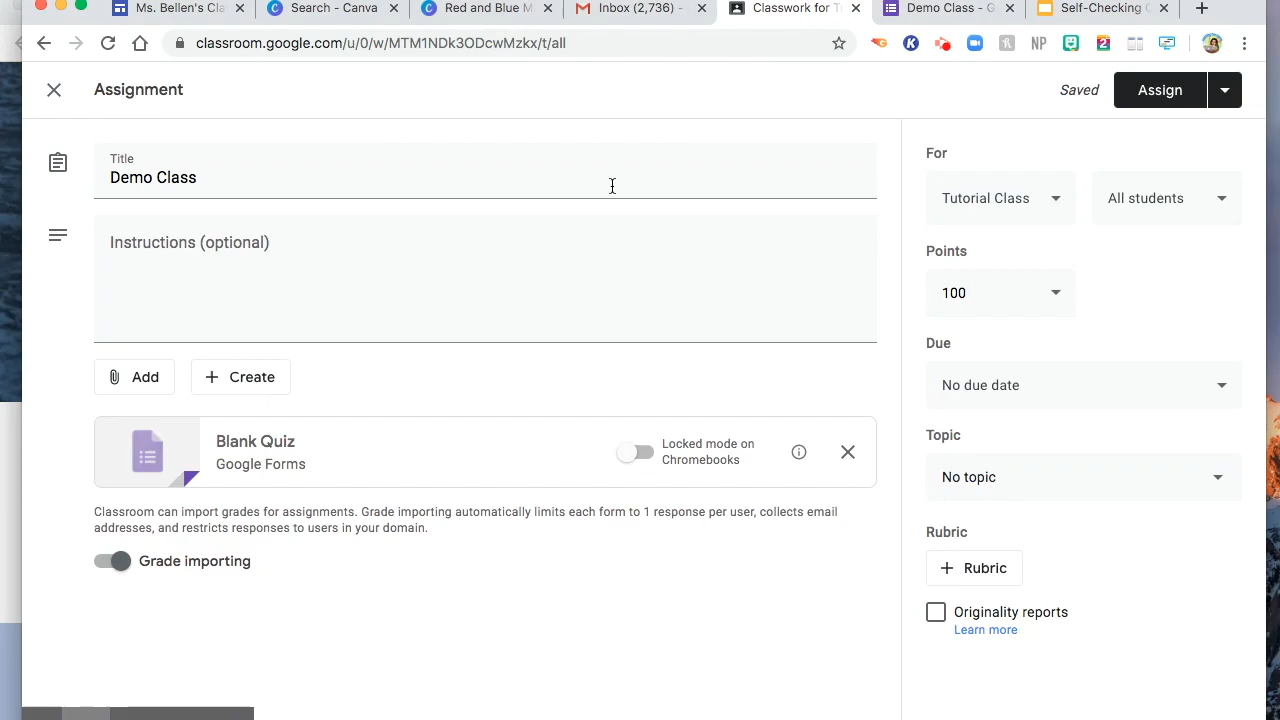 Ms. Bellen's Cl
Search - Canva
Red and Blue M
Inbox (2,736) -
Classwork for T
Demo Class - G
Self-Checking
classroom.google.com/u/0/w/MTM1NDk3ODcwMzkx/t/all
NP
2
Assignment
Saved
Assign
Title
Demo Class
Instructions (optional)
Add
Create
Blank Quiz
Google Forms
Locked mode on
Chromebooks
Classroom can import grades for assignments. Grade importing automatically limits each form to 1 response per user, collects email
addresses, and restricts responses to users in your domain.
Grade importing
For
Tutorial Class
All students
Points
100
Due
No due date
Topic
No topic
Rubric
Rubric
Originality reports
Learn more